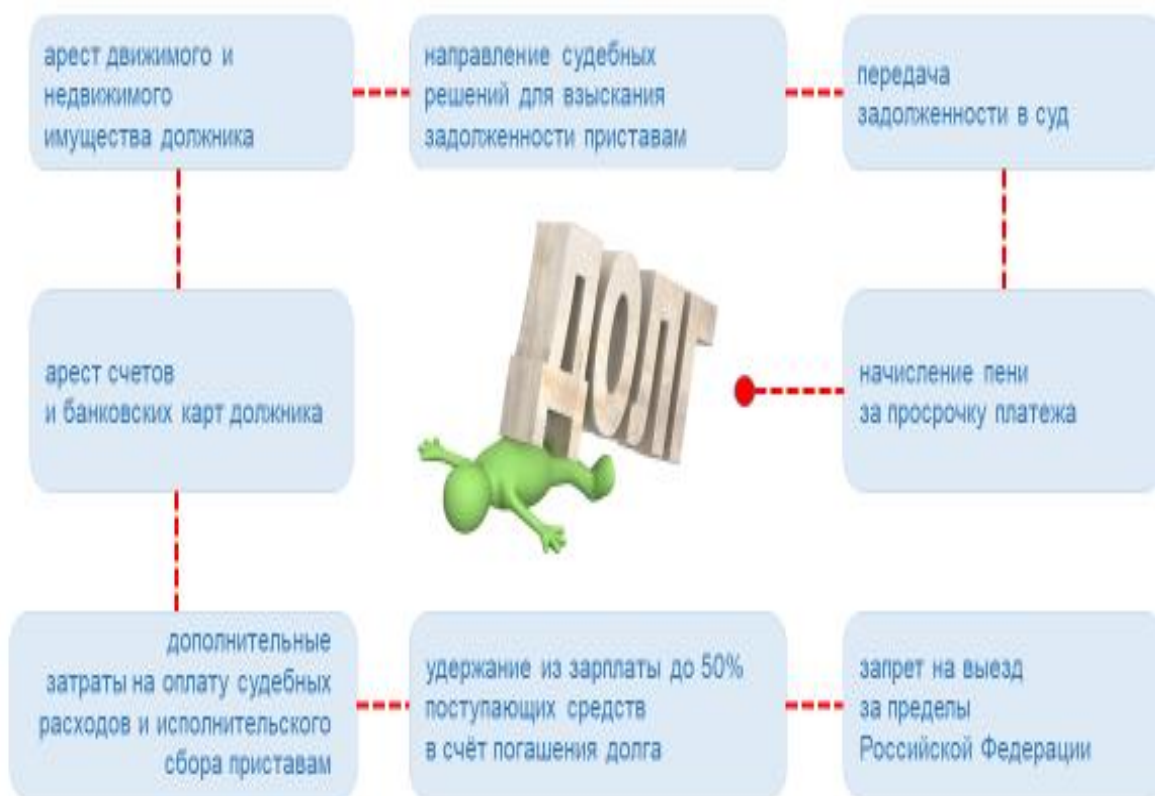 арест движимого и
недвижимого
имущества должника
направление судебных
решений для взыскания
задолженности приставам
передача
задолженности в суд
арест счетов
и банковских карт должника
ДОЛГ
начисление пени
за просрочку платежа
дополнительные
затраты на оплату судебных
расходов и исполнительского
сбора приставам
удержание из зарплаты до 50%
поступающих средств
в счёт погашения долга
запрет на выезд
за пределы
Российской Федерации